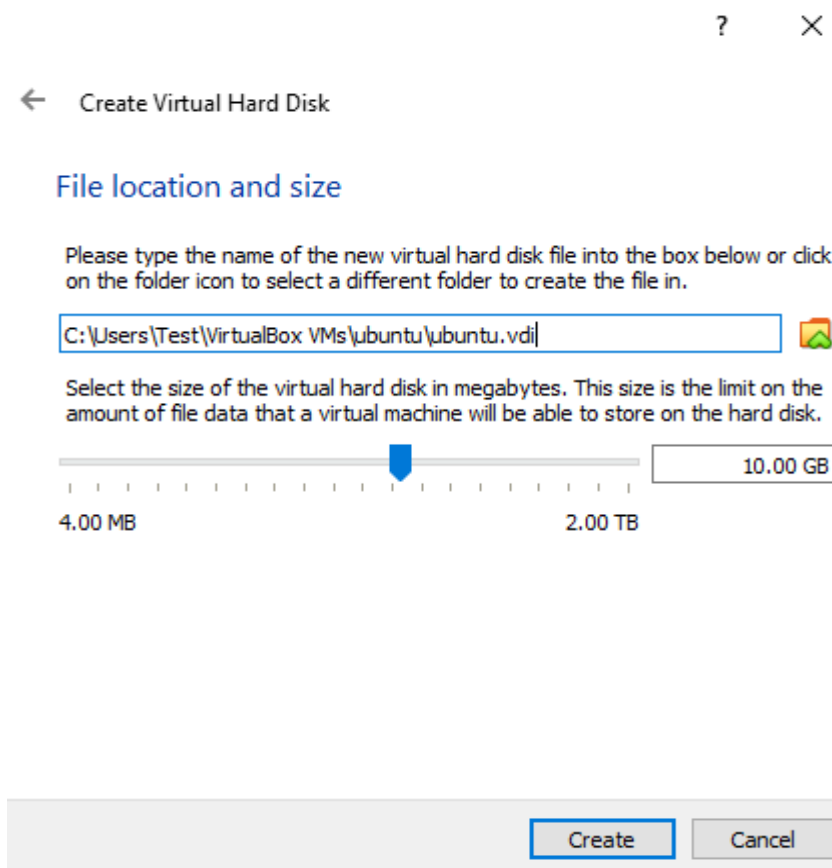 ?
Create Virtual Hard Disk
File location and size
Please type the name of the new virtual hard disk file into the box below or click
on the folder icon to select a different folder to create the file in.
C:\Users\Test\VirtualBox VMs\ubuntu\ubuntu.vdi
Select the size of the virtual hard disk in megabytes. This size is the limit on the
amount of file data that a virtual machine will be able to store on the hard disk.
10.00 GB
4.00 MB 2.00 TB
Create Cancel